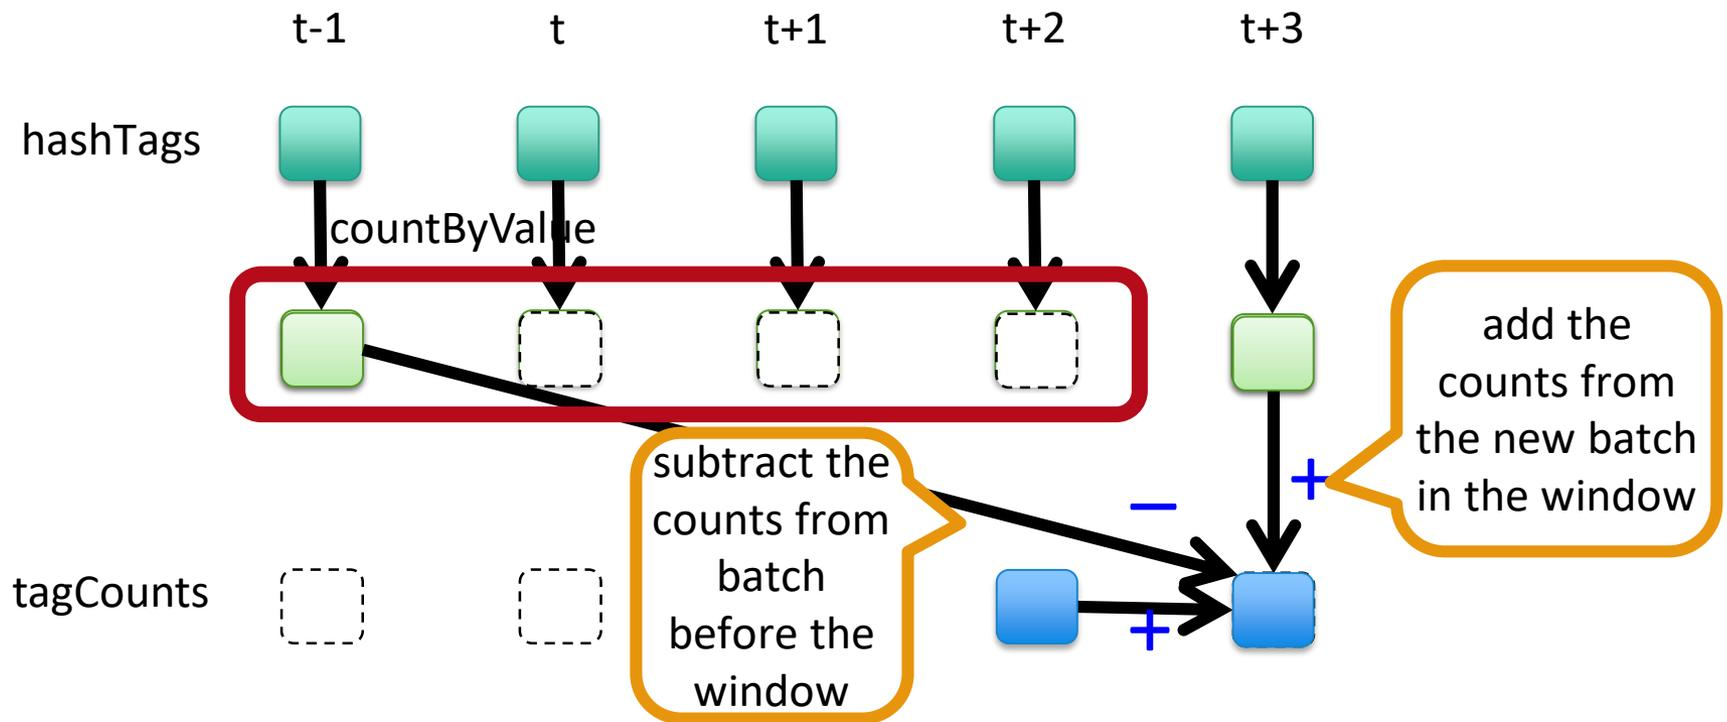 t-1 t t+1 t+2 t+3
hashTags
countByValue
add the
counts from
the new batch
in the window
subtract the
counts from
batch
before the
window
+
–
tagCounts
+